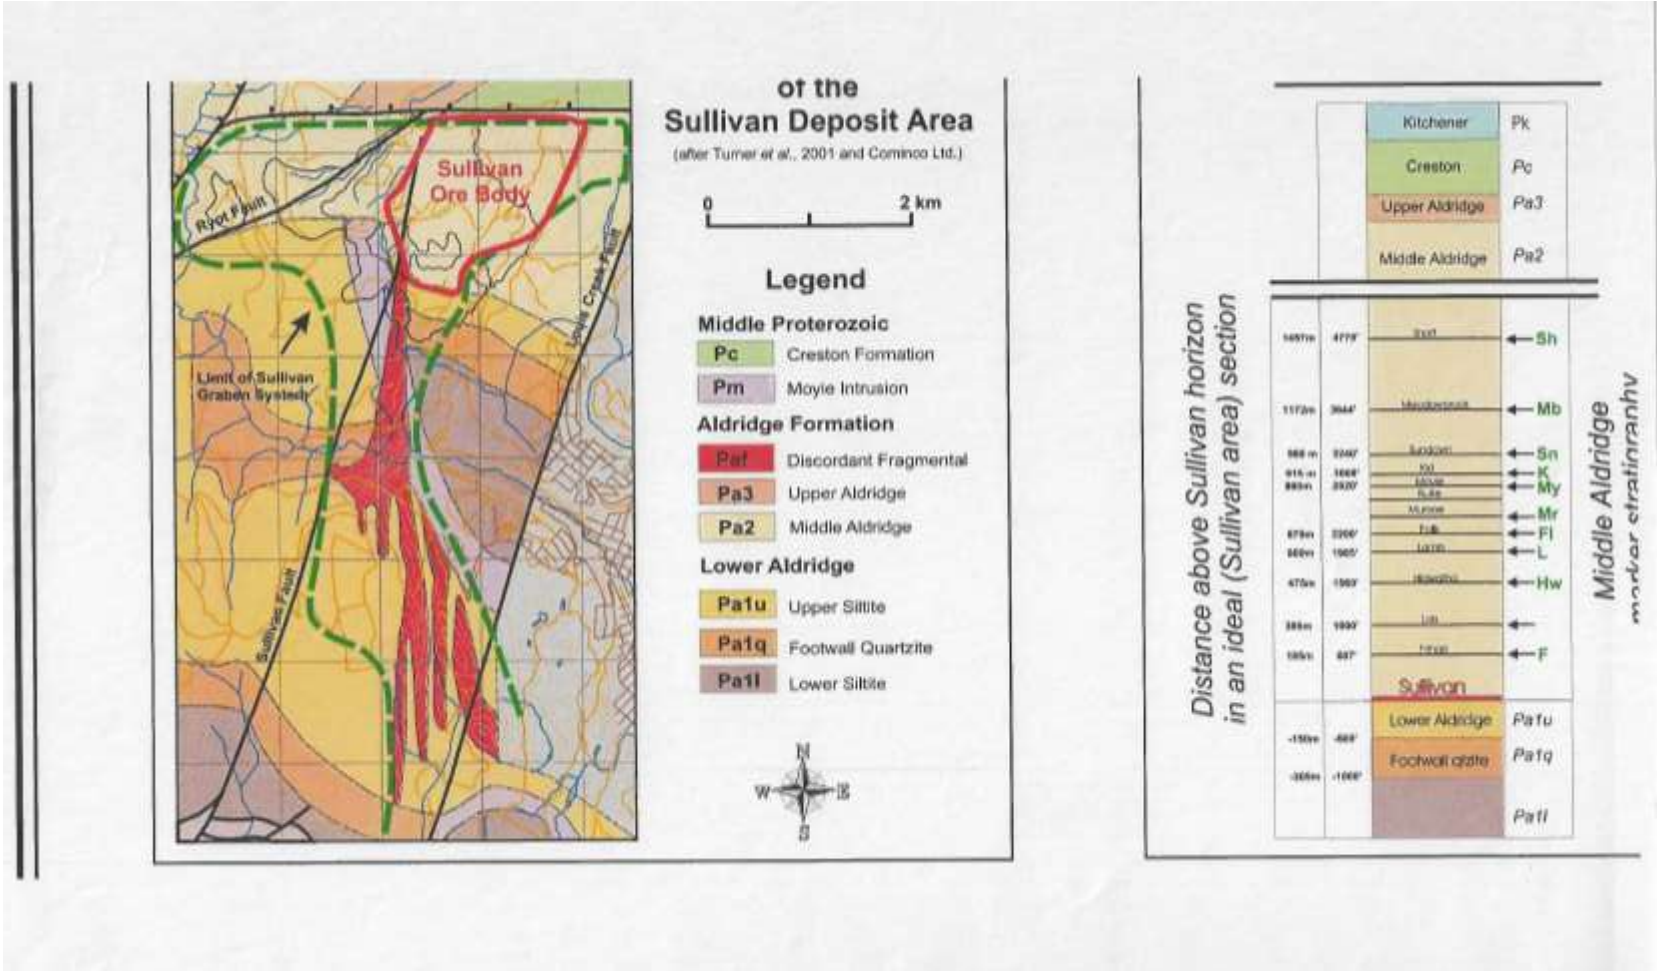 of the
Sullivan Deposit Area
(after Turner et al., 2001 and Cominco Ltd.)
0 2 km
Sullivan
Ore Body
Root Fault
Limit of Sullivan
Graben System
Sullivan Fault
Legend
Middle Proterozoic
Pc Creston Formation
Pm Moyie Intrusion
Aldridge Formation
Paf Discordant Fragmental
Pa3 Upper Aldridge
Pa2 Middle Aldridge
Lower Aldridge
Pa1u Upper Siltite
Pa1q Footwall Quartzite
Pa1l Lower Siltite
N
W E
S
Distance above Sullivan horizon
in an ideal (Sullivan area) section
Kitchener Pk
Creston Pc
Upper Aldridge Pa3
Middle Aldridge Pa2
Sh
1172m Mb
Sn
K
My
Mr
Fl
L
Hw
F
Sullivan
Lower Aldridge Pa1u
-150m
Footwall qtzite Pa1q
Pa1l
Middle Aldridge